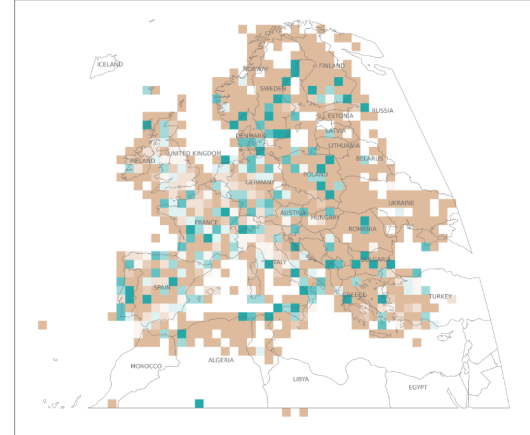 ICELAND
NORWAY
FINLAND
SWEDEN
RUSSIA
ESTONIA
LATVIA
DENMARK
LITHUANIA
UNITED KINGDOM
IRELAND
BELARUS
POLAND
GERMANY
UKRAINE
AUSTRIA
HUNGARY
FRANCE
ROMANIA
ITALY
BULGARIA
SPAIN
GREECE
TURKEY
ALGERIA
MOROCCO
LIBYA
EGYPT